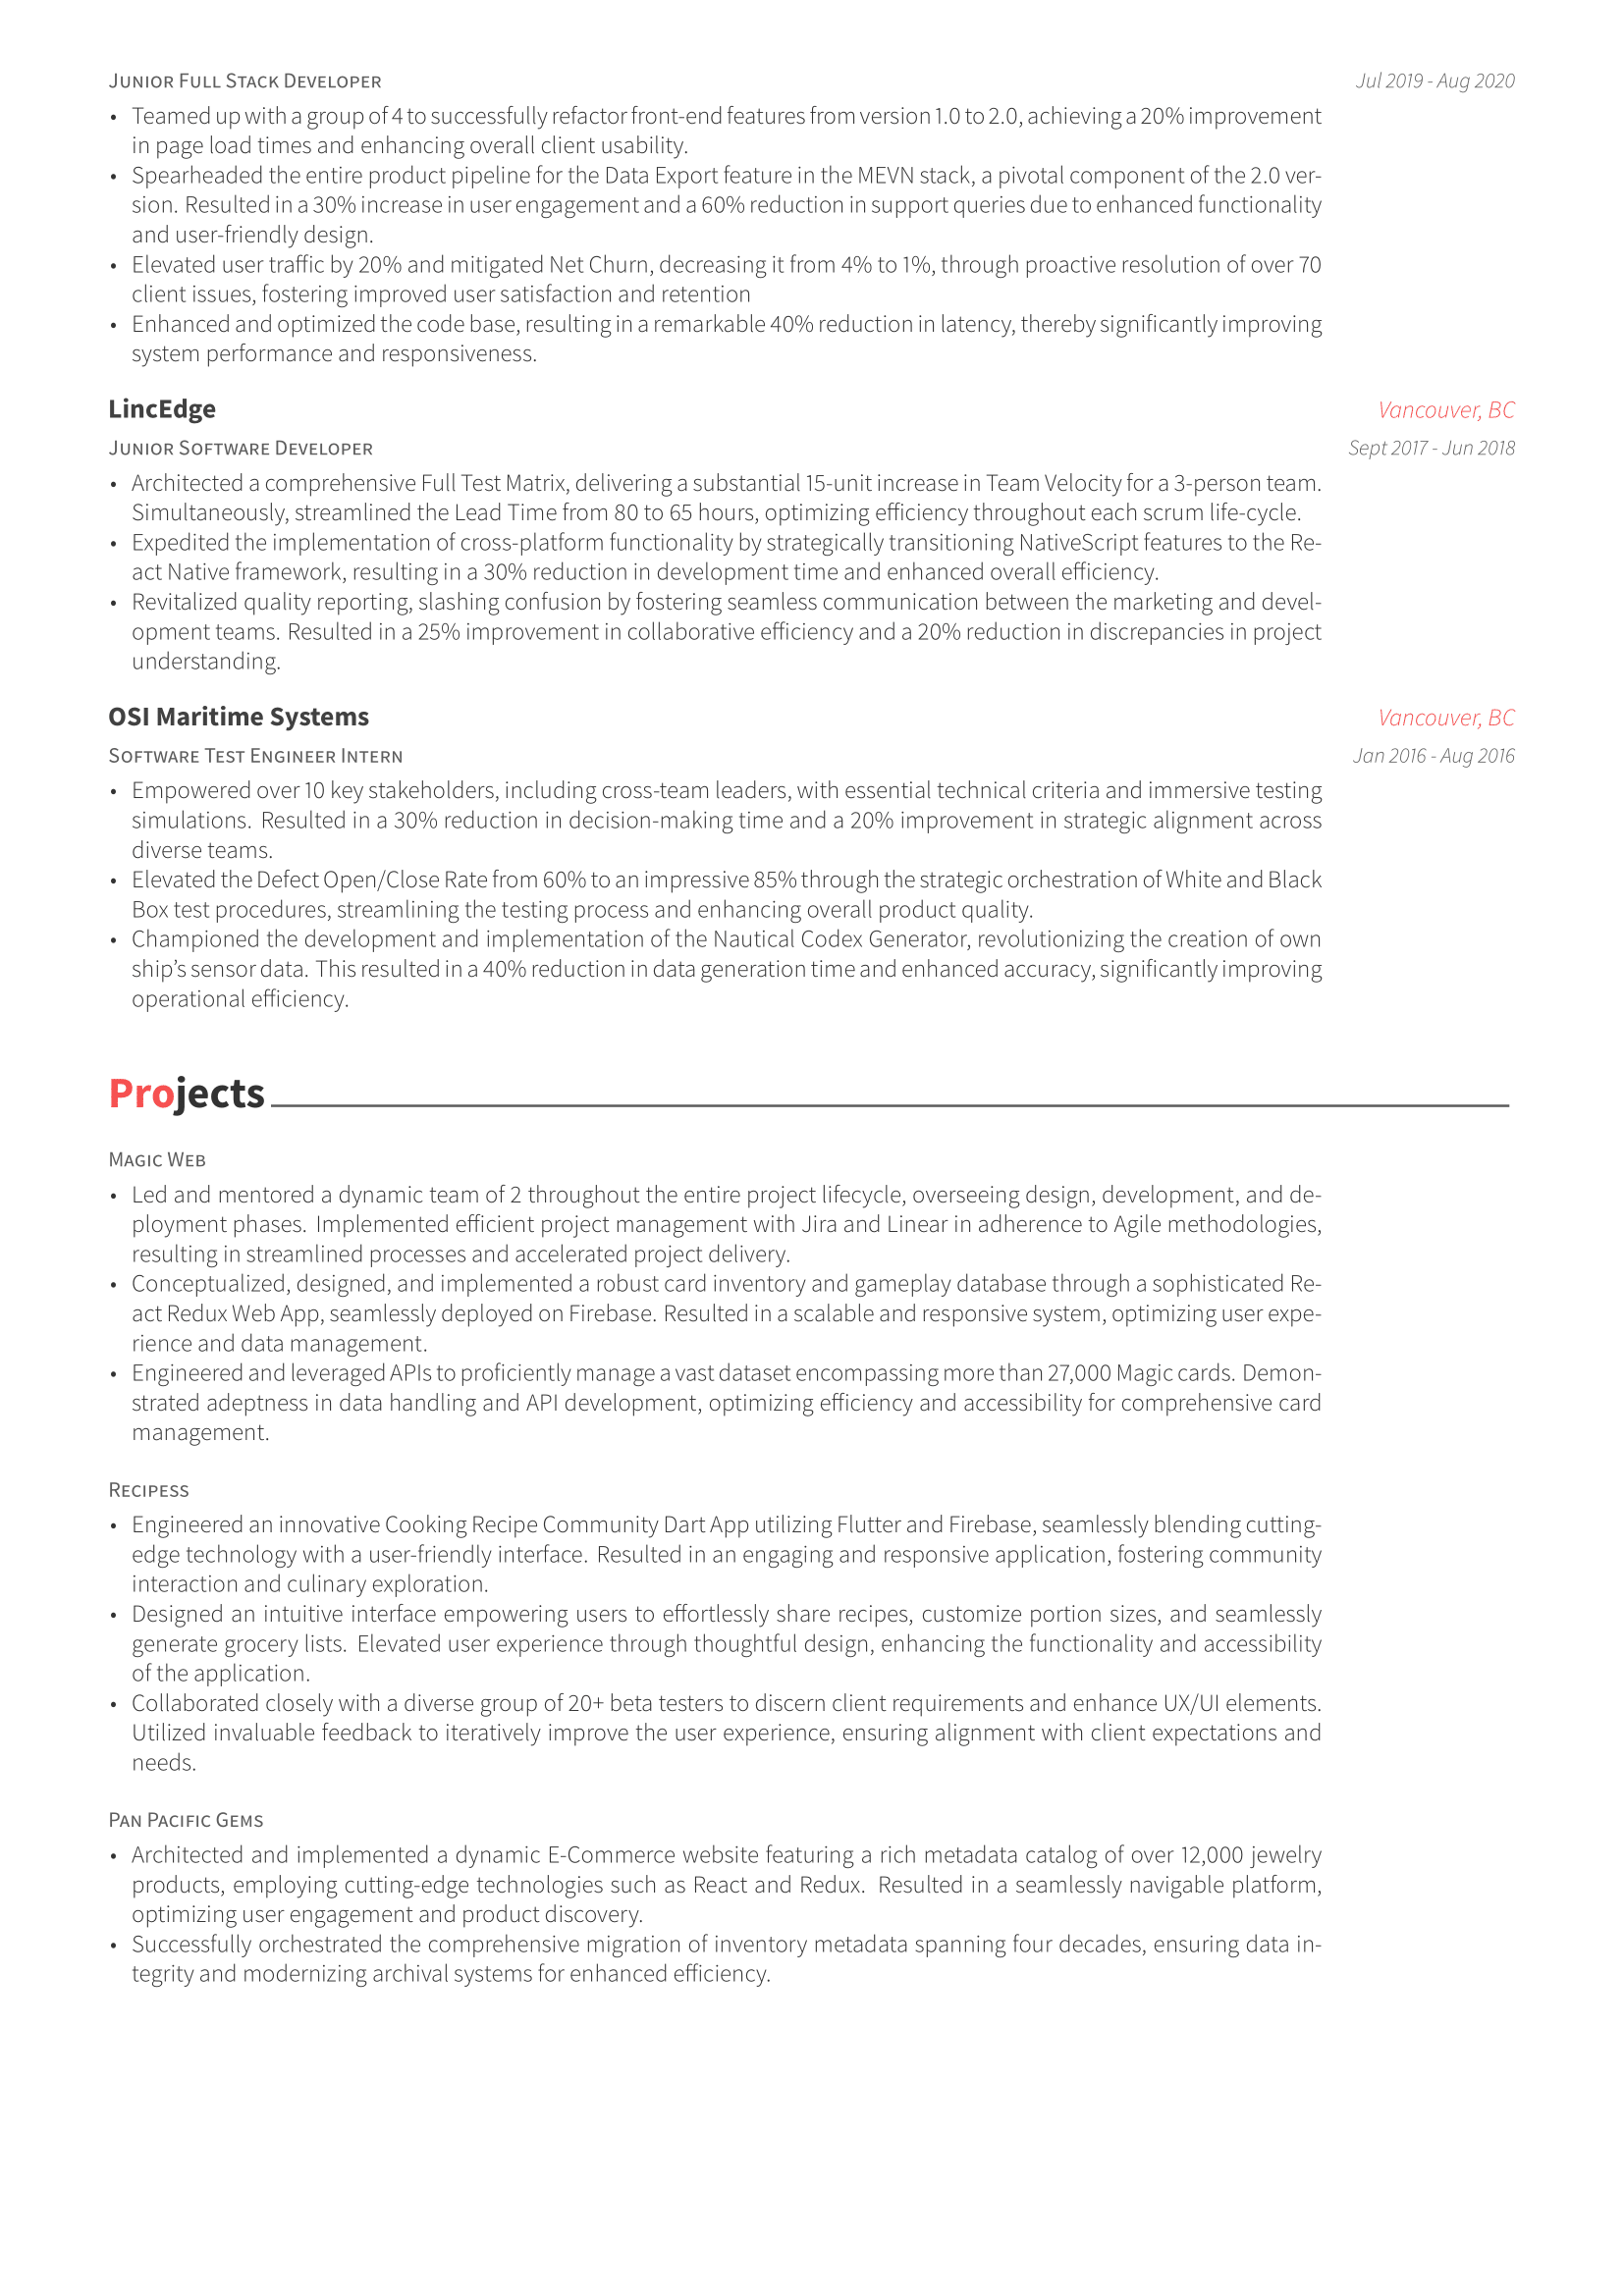 Junior Full Stack Developer
Jul 2019 - Aug 2020
• Teamed up with a group of 4 to successfully refactor front-end features from version 1.0 to 2.0, achieving a 20% improvement
in page load times and enhancing overall client usability.
• Spearheaded the entire product pipeline for the Data Export feature in the MEVN stack, a pivotal component of the 2.0 ver-
sion. Resulted in a 30% increase in user engagement and a 60% reduction in support queries due to enhanced functionality
and user-friendly design.
• Elevated user traffic by 20% and mitigated Net Churn, decreasing it from 4% to 1%, through proactive resolution of over 70
client issues, fostering improved user satisfaction and retention
• Enhanced and optimized the code base, resulting in a remarkable 40% reduction in latency, thereby significantly improving
system performance and responsiveness.
LincEdge
Vancouver, BC
Junior Software Developer
Sept 2017 - Jun 2018
• Architected a comprehensive Full Test Matrix, delivering a substantial 15-unit increase in Team Velocity for a 3-person team.
Simultaneously, streamlined the Lead Time from 80 to 65 hours, optimizing efficiency throughout each scrum life-cycle.
• Expedited the implementation of cross-platform functionality by strategically transitioning NativeScript features to the Re-
act Native framework, resulting in a 30% reduction in development time and enhanced overall efficiency.
• Revitalized quality reporting, slashing confusion by fostering seamless communication between the marketing and devel-
opment teams. Resulted in a 25% improvement in collaborative efficiency and a 20% reduction in discrepancies in project
understanding.
OSI Maritime Systems
Vancouver, BC
Software Test Engineer Intern
Jan 2016 - Aug 2016
• Empowered over 10 key stakeholders, including cross-team leaders, with essential technical criteria and immersive testing
simulations. Resulted in a 30% reduction in decision-making time and a 20% improvement in strategic alignment across
diverse teams.
• Elevated the Defect Open/Close Rate from 60% to an impressive 85% through the strategic orchestration of White and Black
Box test procedures, streamlining the testing process and enhancing overall product quality.
• Championed the development and implementation of the Nautical Codex Generator, revolutionizing the creation of own
ship's sensor data. This resulted in a 40% reduction in data generation time and enhanced accuracy, significantly improving
operational efficiency.
Projects
Magic Web
• Led and mentored a dynamic team of 2 throughout the entire project lifecycle, overseeing design, development, and de-
ployment phases. Implemented efficient project management with Jira and Linear in adherence to Agile methodologies,
resulting in streamlined processes and accelerated project delivery.
• Conceptualized, designed, and implemented a robust card inventory and gameplay database through a sophisticated Re-
act Redux Web App, seamlessly deployed on Firebase. Resulted in a scalable and responsive system, optimizing user expe-
rience and data management.
• Engineered and leveraged APIs to proficiently manage a vast dataset encompassing more than 27,000 Magic cards. Demon-
strated adeptness in data handling and API development, optimizing efficiency and accessibility for comprehensive card
management.
Recipess
• Engineered an innovative Cooking Recipe Community Dart App utilizing Flutter and Firebase, seamlessly blending cutting-
edge technology with a user-friendly interface. Resulted in an engaging and responsive application, fostering community
interaction and culinary exploration.
• Designed an intuitive interface empowering users to effortlessly share recipes, customize portion sizes, and seamlessly
generate grocery lists. Elevated user experience through thoughtful design, enhancing the functionality and accessibility
of the application.
• Collaborated closely with a diverse group of 20+ beta testers to discern client requirements and enhance UX/UI elements.
Utilized invaluable feedback to iteratively improve the user experience, ensuring alignment with client expectations and
needs.
Pan Pacific Gems
• Architected and implemented a dynamic E-Commerce website featuring a rich metadata catalog of over 12,000 jewelry
products, employing cutting-edge technologies such as React and Redux. Resulted in a seamlessly navigable platform,
optimizing user engagement and product discovery.
• Successfully orchestrated the comprehensive migration of inventory metadata spanning four decades, ensuring data in-
tegrity and modernizing archival systems for enhanced efficiency.